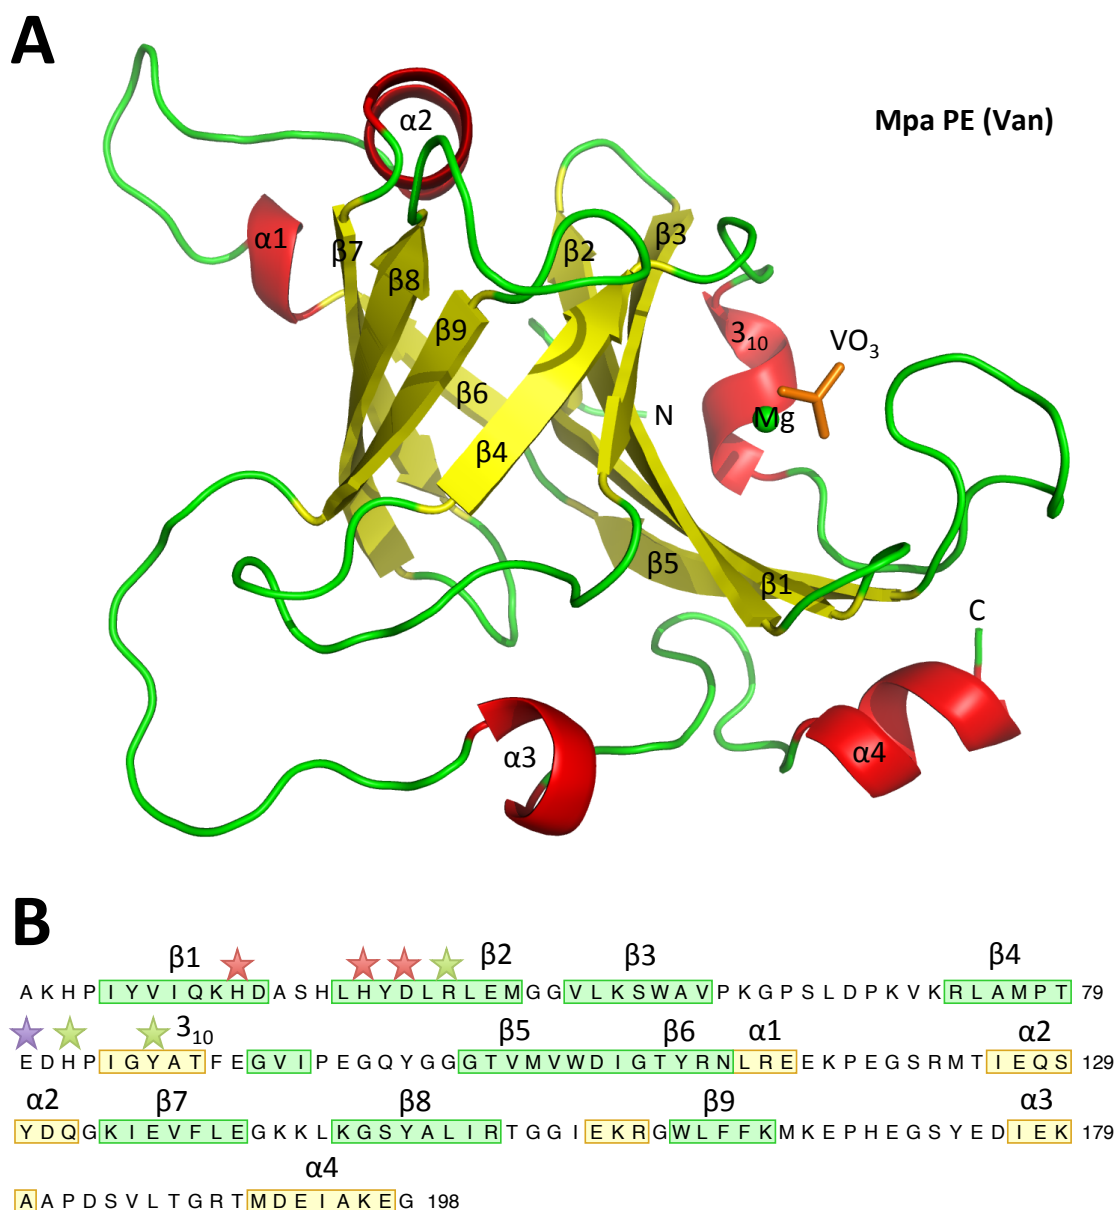 A
α2
Mpa PE (Van)
α1
β7
β8
β2
β3
β9
3₁₀
VO₃
β6
N
Mg
β4
β5
β1
C
α3
α4
B
β1 β2 β3 β4
A K H P I Y V I Q K H D A S H L H Y D L R L E M G G V L K S W A V P K G P S L D P K V K R L A M P T 79
3₁₀ β5 β6 α1 α2
E D H P I G Y A T F E G V I P E G Q Y G G G T V M V W D I G T Y R N L R E E K P E G S R M T I E Q S 129
α2 β7 β8 β9 α3
Y D Q G K I E V F L E G K K L K G S Y A L I R T G G I E K R G W L F F K M K E P H E G S Y E D I E K 179
α4
A A P D S V L T G R T M D E I A K E G 198